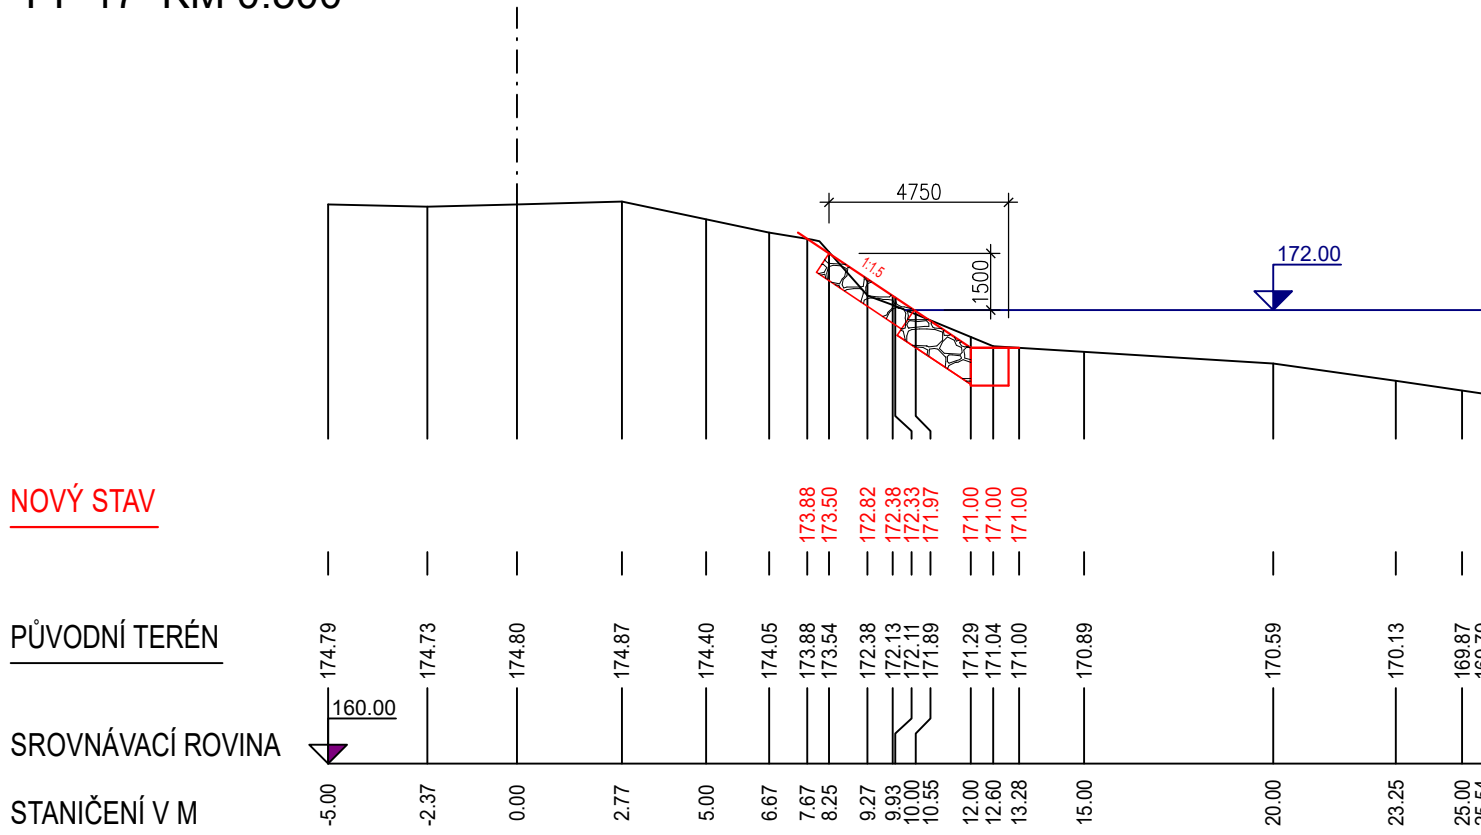 4750
172.00
1:1.5
1500
NOVÝ STAV
173.88 173.50 172.82 172.38 172.33 171.97 171.00 171.00 171.00
PŮVODNÍ TERÉN
174.79 174.73 174.80 174.87 174.40 174.05 173.88 173.54 172.38 172.13 172.11 171.89 171.29 171.04 171.00 170.89 170.59 170.13 169.87
160.00
SROVNÁVACÍ ROVINA
STANIČENÍ V M
-5.00 -2.37 0.00 2.77 5.00 6.67 7.67 8.25 9.27 9.93 10.00 10.55 12.00 12.60 13.28 15.00 20.00 23.25 25.00